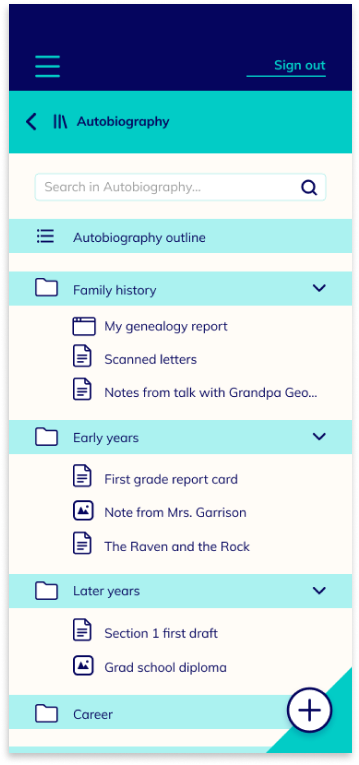 Sign out
Autobiography
Search in Autobiography...
Autobiography outline
Family history
My genealogy report
Scanned letters
Notes from talk with Grandpa Geo...
Early years
First grade report card
Note from Mrs. Garrison
The Raven and the Rock
Later years
Section 1 first draft
Grad school diploma
Career